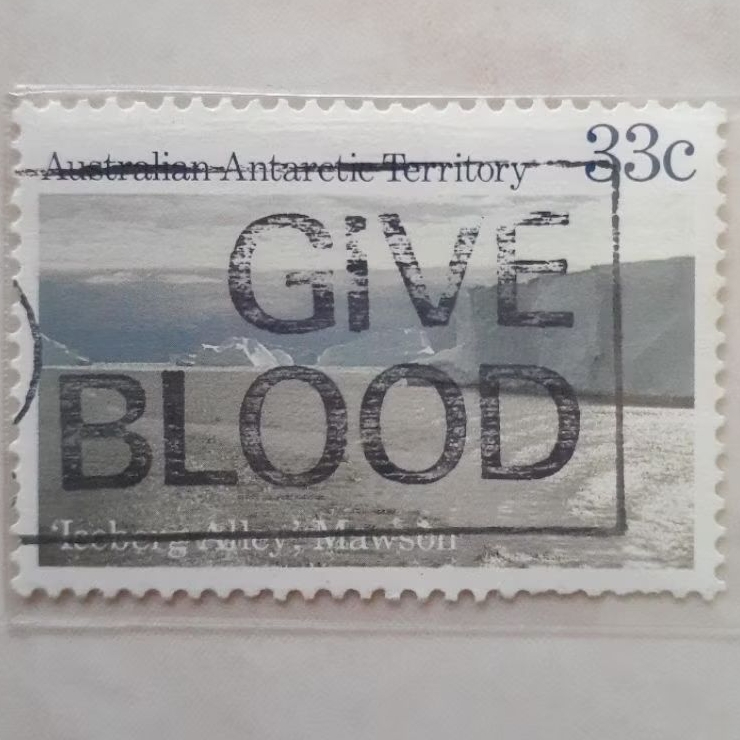 Australian Antarctic Territory 33c
GIVE
BLOOD
'Iceberg Alley', Mawson